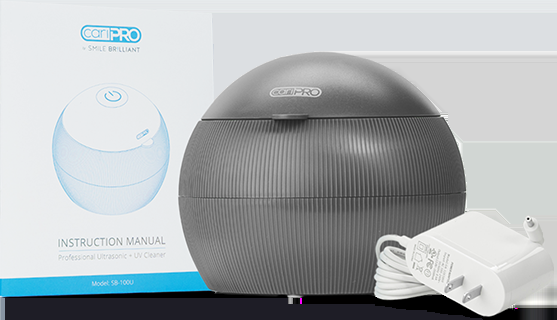 cariPRO
+ SMILE BRILLIANT
INSTRUCTION MANUAL
Professional Ultrasonic + UV Cleaner
Model: SB-100U
cariPRO